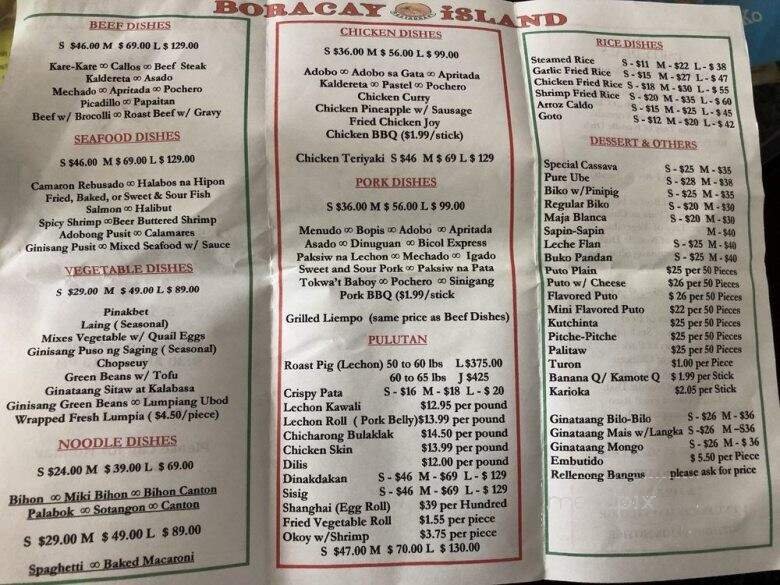 BORACAY ISLAND
BEEF DISHES
S $46.00 M $ 69.00 L $ 129.00
Kare-Kare ∞ Callos ∞ Beef Steak
Kaldereta ∞ Asado
Mechado ∞ Apritada ∞ Pochero
Picadillo ∞ Papaitan
Beef w/ Brocolli ∞ Roast Beef w/ Gravy
SEAFOOD DISHES
S $46.00 M $ 69.00 L $ 129.00
Camaron Rebusado ∞ Halabos na Hipon
Fried, Baked, or Sweet & Sour Fish
Salmon ∞ Halibut
Spicy Shrimp ∞Beer Buttered Shrimp
Adobong Pusit ∞ Calamares
Ginisang Pusit ∞ Mixed Seafood w/ Sauce
VEGETABLE DISHES
S $29.00 M $ 49.00 L $ 89.00
Pinakbet
Laing ( Seasonal)
Mixes Vegetable w/ Quail Eggs
Ginisang Puso ng Saging ( Seasonal)
Chopseuy
Green Beans w/ Tofu
Ginataang Sitaw at Kalabasa
Ginisang Green Beans ∞ Lumpiang Ubod
Wrapped Fresh Lumpia ( $4.50/piece)
NOODLE DISHES
S $24.00 M $ 39.00 L $ 69.00
Bihon ∞ Miki Bihon ∞ Bihon Canton
Palabok ∞ Sotangon ∞ Canton
S $29.00 M $ 49.00 L $ 89.00
Spaghetti ∞ Baked Macaroni
CHICKEN DISHES
S $36.00 M $ 56.00 L $ 99.00
Adobo ∞ Adobo sa Gata ∞ Apritada
Kaldereta ∞ Pastel ∞ Pochero
Chicken Curry
Chicken Pineapple w/ Sausage
Fried Chicken Joy
Chicken BBQ ($1.99/stick)
Chicken Teriyaki S $46 M $ 69 L $ 129
PORK DISHES
S $36.00 M $ 56.00 L $ 99.00
Menudo ∞ Bopis ∞ Adobo ∞ Apritada
Asado ∞ Dinuguan ∞ Bicol Express
Paksiw na Lechon ∞ Mechado ∞ Igado
Sweet and Sour Pork ∞ Paksiw na Pata
Tokwa't Baboy ∞ Pochero ∞ Sinigang
Pork BBQ ($1.99/stick
Grilled Liempo (same price as Beef Dishes)
PULUTAN
Roast Pig (Lechon) 50 to 60 lbs L $375.00
60 to 65 lbs J $425
Crispy Pata S - $16 M - $18 L - $ 20
Lechon Kawali $12.95 per pound
Lechon Roll ( Pork Belly)$13.99 per pound
Chicharong Bulaklak $14.50 per pound
Chicken Skin $13.99 per pound
Dilis $12.00 per pound
Dinakdakan S - $46 M - $69 L - $ 129
Sisig S - $46 M - $69 L - $ 129
Shanghai (Egg Roll) $39 per Hundred
Fried Vegetable Roll $1.55 per piece
Okoy w/Shrimp $3.75 per piece
S $47.00 M $ 70.00 L $ 130.00
RICE DISHES
Steamed Rice S - $11 M - $22 L - $ 38
Garlic Fried Rice S - $15 M - $27 L - $ 47
Chicken Fried Rice S - $18 M - $30 L - $ 55
Shrimp Fried Rice S - $20 M - $35 L - $ 60
Arroz Caldo S - $15 M - $25 L - $ 45
Goto S - $12 M -$20 L - $ 42
DESSERT & OTHERS
Special Cassava S - $25 M - $35
Pure Ube S - $28 M - $38
Biko w/Pinipig S - $25 M - $35
Regular Biko S - $20 M - $30
Maja Blanca S - $20 M - $30
Sapin-Sapin M - $40
Leche Flan S - $25 M - $40
Buko Pandan S - $25 M - $40
Puto Plain $25 per 50 Pieces
Puto w/ Cheese $26 per 50 Pieces
Flavored Puto $ 26 per 50 Pieces
Mini Flavored Puto $22 per 50 Pieces
Kutchinta $25 per 50 Pieces
Pitche-Pitche $25 per 50 Pieces
Palitaw $25 per 50 Pieces
Turon $1.00 per Piece
Banana Q/ Kamote Q $ 1.99 per Stick
Karioka $2.05 per Stick
Ginataang Bilo-Bilo S - $26 M - $36
Ginataang Mais w/Langka S -$26 M –$36
Ginataang Mongo S - $26 M - $ 36
Embutido $ 5.50 per Piece
Rellenong Bangus please ask for price